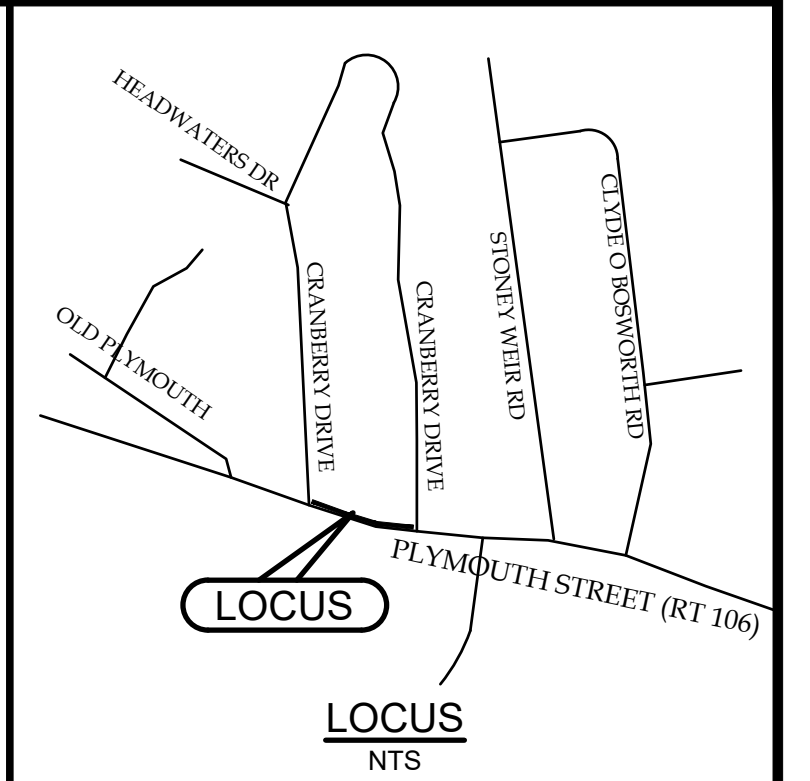 HEADWATERS DR
CLYDE O BOSWORTH RD
STONEY WEIR RD
CRANBERRY DRIVE
CRANBERRY DRIVE
OLD PLYMOUTH
PLYMOUTH STREET (RT 106)
LOCUS
LOCUS
NTS